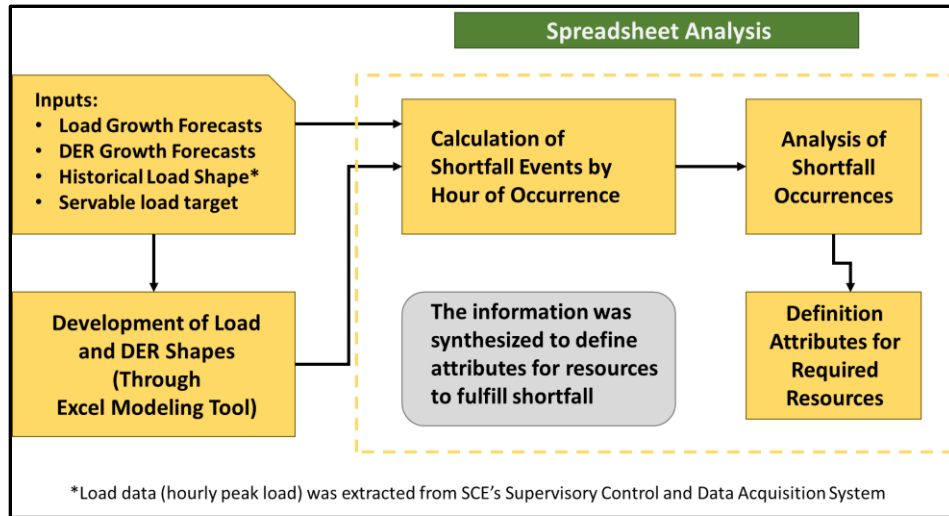 Spreadsheet Analysis
Inputs:
• Load Growth Forecasts
• DER Growth Forecasts
• Historical Load Shape*
• Servable load target
Calculation of
Shortfall Events by
Hour of Occurrence
Analysis of
Shortfall
Occurrences
Development of Load
and DER Shapes
(Through
Excel Modeling Tool)
The information was
synthesized to define
attributes for resources
to fulfill shortfall
Definition
Attributes for
Required
Resources
*Load data (hourly peak load) was extracted from SCE's Supervisory Control and Data Acquisition System